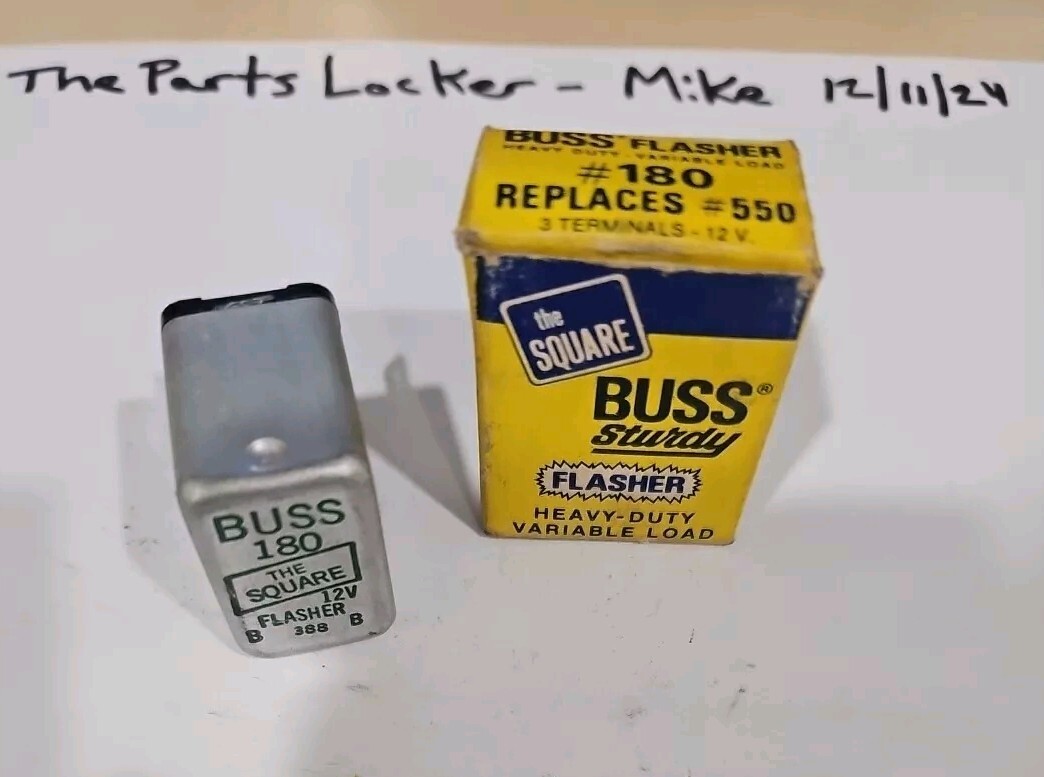 The Parts Locker - Mike 12/11/24
BUSS FLASHER
HEAVY DUTY - VARIABLE LOAD
#180
REPLACES #550
3 TERMINALS - 12 V.
the
SQUARE
BUSS®
Sturdy
FLASHER
HEAVY-DUTY
VARIABLE LOAD
BUSS
180
THE
SQUARE
12V
FLASHER
B 388 B